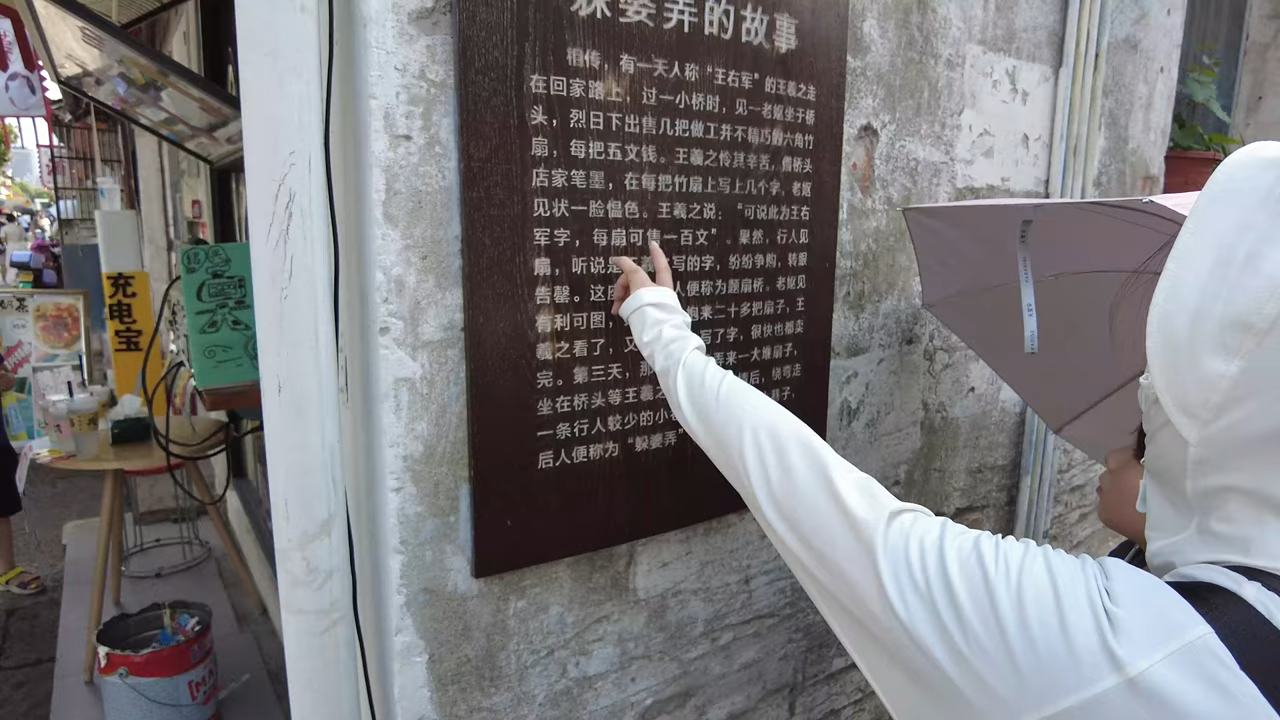 躲婆弄的故事
相传,有一天人称“王右军”的王羲之走
在回家路上,过一小桥时,见一老妪坐于桥
头,烈日下出售几把做工并不精巧的六角竹
扇,每把五文钱。王羲之怜其辛苦,借桥头
店家笔墨,在每把竹扇上写上几个字,老妪
见状一脸愠色。王羲之说:“可说此为王右
军字,每扇可售一百文”。果然,行人见
扇,听说是 写的字,纷纷争购,转眼
告罄。这座 人便称为题扇桥。老妪见
有利可图, 抱来二十多把扇子,王
羲之看了,又 写了字,很快也都卖
完。第三天,那 弄来一大堆扇子,
坐在桥头等王羲之 情后,绕弯走
一条行人较少的小
后人便称为“躲婆弄”
充电宝